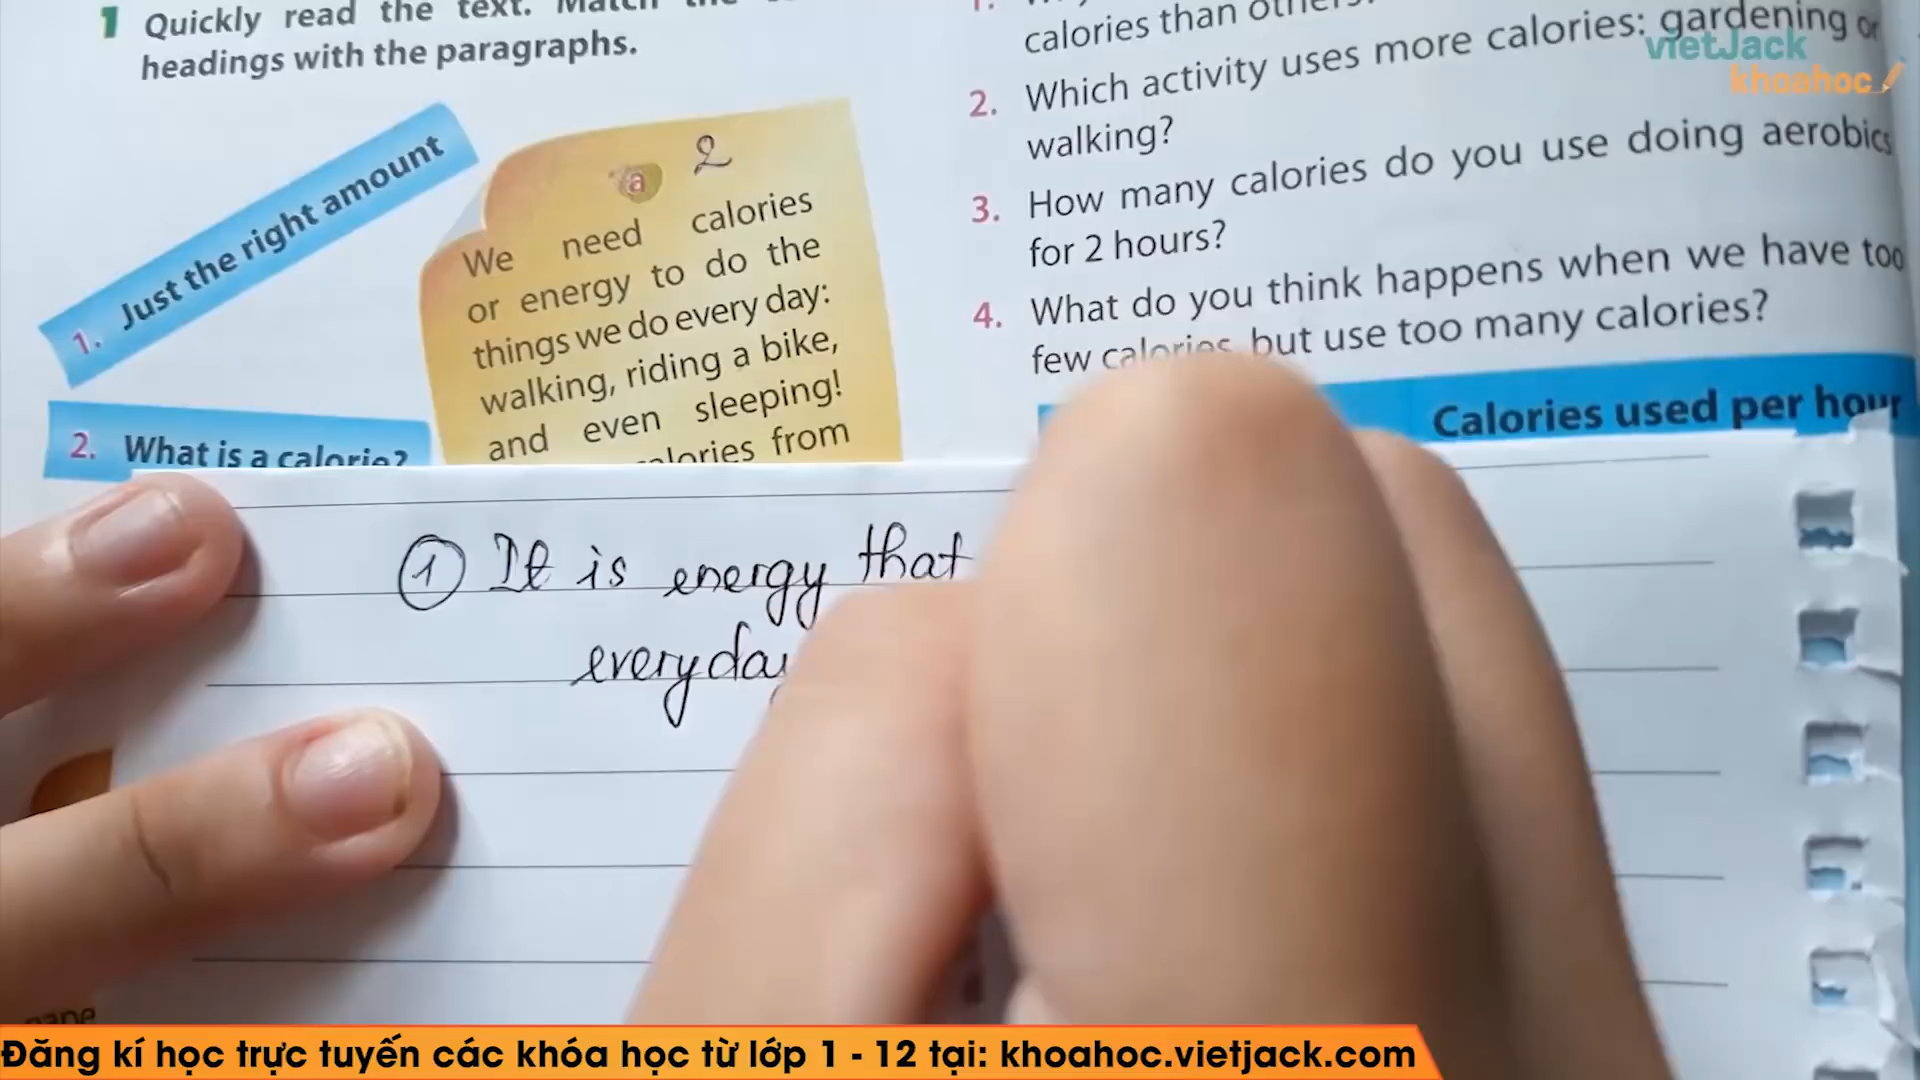 1 Quickly read the text.
headings with the paragraphs.
1. Just the right amount
2. What is a calorie?
a 2
We need calories
or energy to do the
things we do every day:
walking, riding a bike,
and even sleeping!
calories from
calories than others?
2. Which activity uses more calories: gardening or
walking?
3. How many calories do you use doing aerobics
for 2 hours?
4. What do you think happens when we have too
few calories, but use too many calories?
Calories used per hour
① It is energy that
everyday
vietJack
khoahoc
Đăng kí học trực tuyến các khóa học từ lớp 1 - 12 tại: khoahoc.vietjack.com